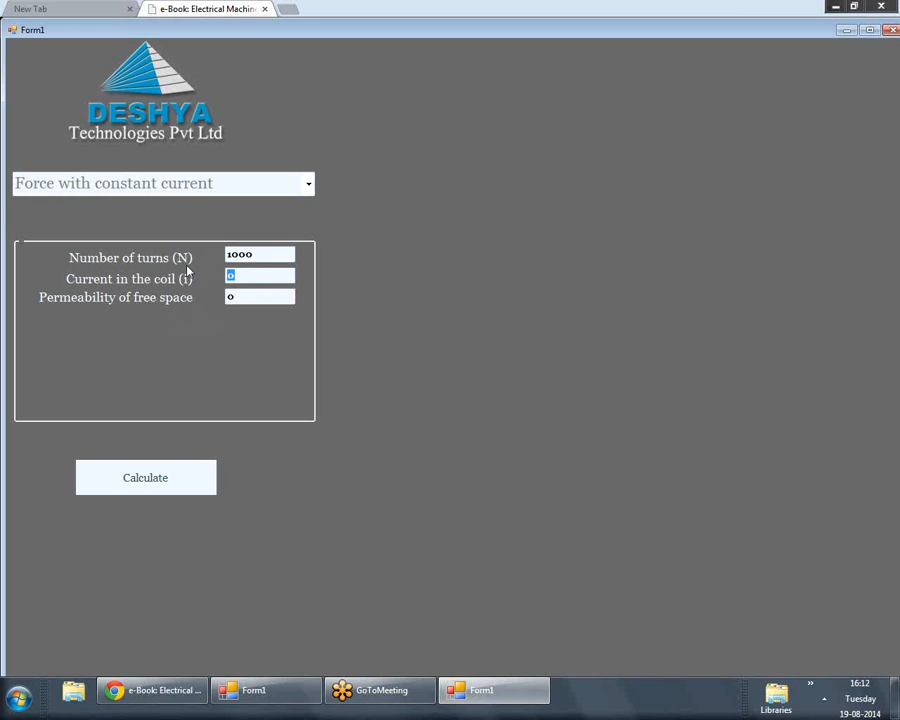 New Tab
e-Book: Electrical Machin
Form1
DESHYA
Technologies Pvt Ltd
Force with constant current
Number of turns (N) 1000
Current in the coil (i) 0
Permeability of free space 0
Calculate
e-Book: Electrical ...
Form1
GoToMeeting
Form1
Libraries
»
16:12
Tuesday
19-08-2014